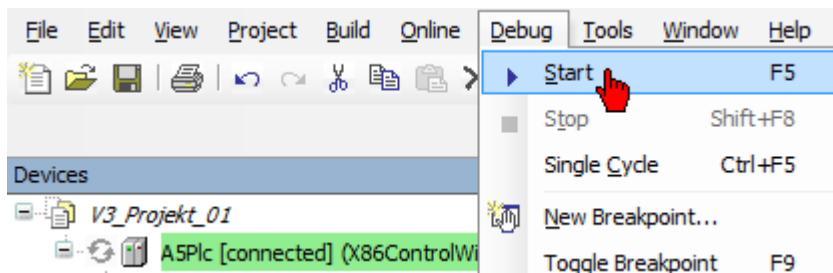 File Edit View Project Build Online Debug Tools Window Help
Start F5
Stop Shift+F8
Single Cycle Ctrl+F5
Devices
V3_Projekt_01
New Breakpoint...
A5Plc [connected] (X86ControlWi
Toggle Breakpoint F9